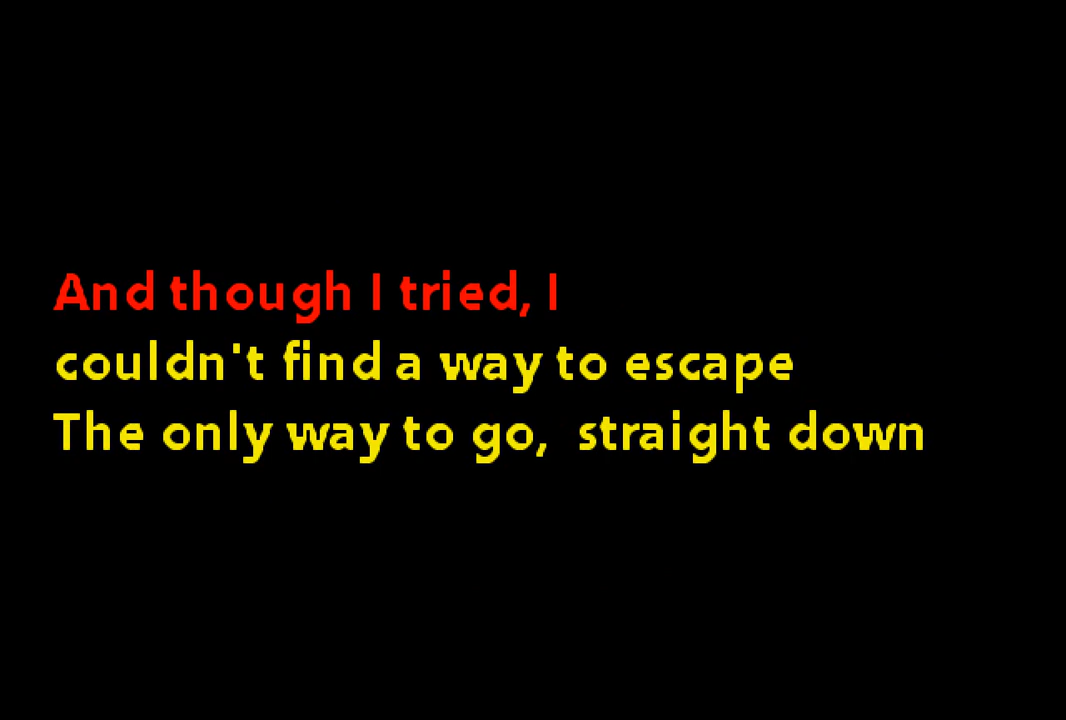 And though I tried, I
couldn't find a way to escape
The only way to go,  straight down